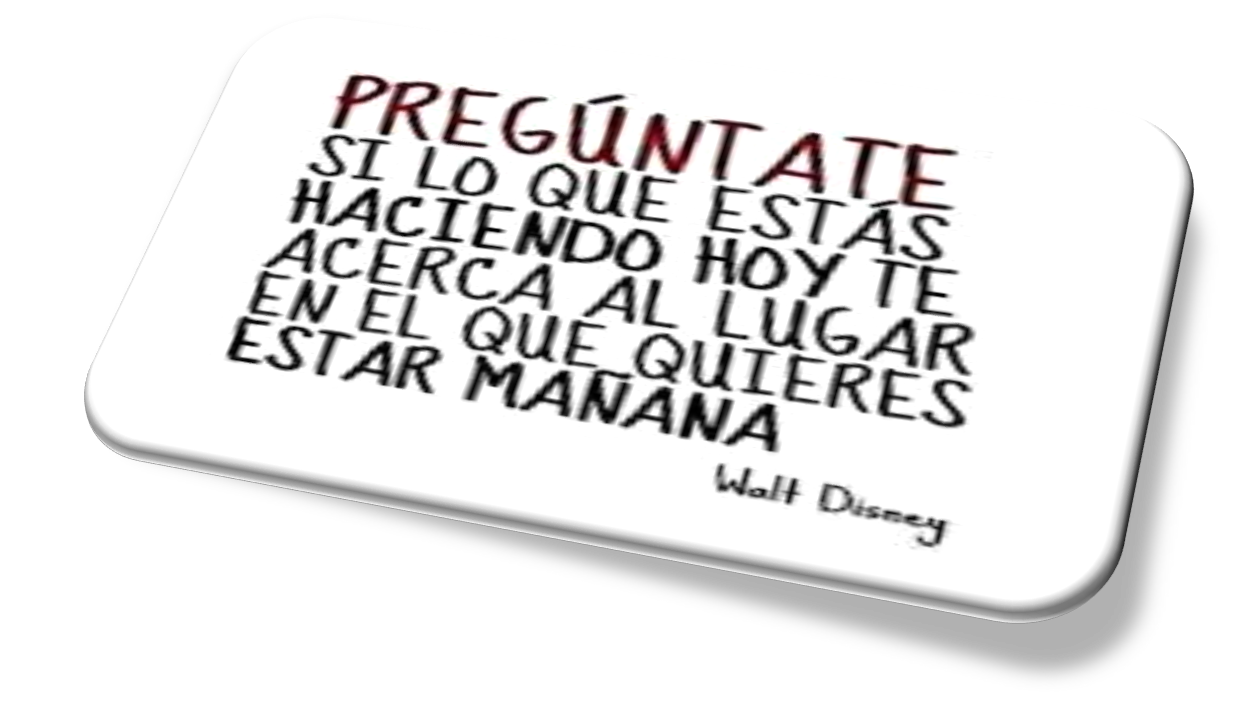 PREGÚNTATE
SI LO QUE ESTÁS
HACIENDO HOY TE
ACERCA AL LUGAR
EN EL QUE QUIERES
ESTAR MAÑANA
Walt Disney